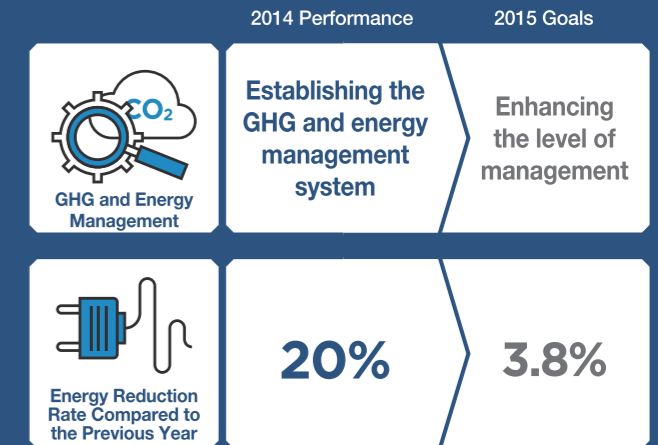 2014 Performance
2015 Goals
CO₂
GHG and Energy
Management
Establishing the
GHG and energy
management
system
Enhancing
the level of
management
Energy Reduction
Rate Compared to
the Previous Year
20%
3.8%